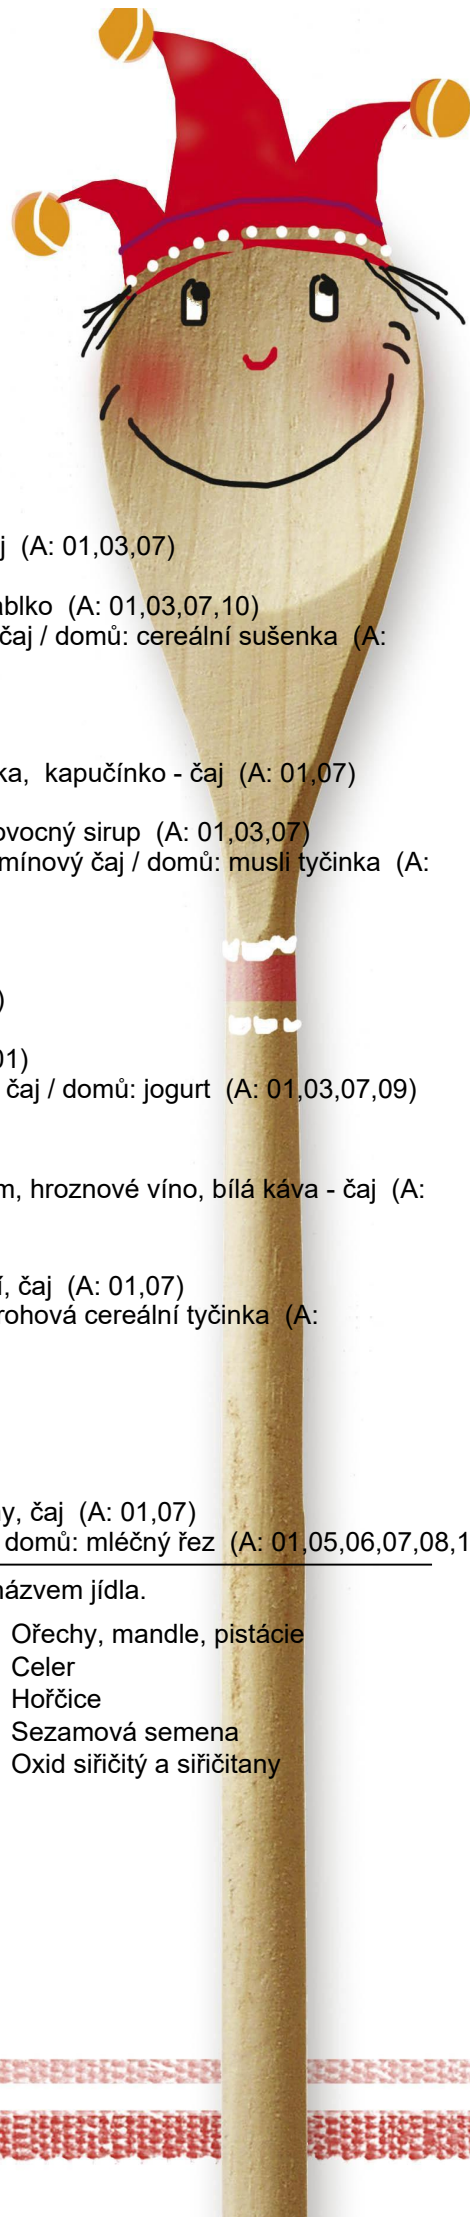 j (A: 01,03,07)
ablko (A: 01,03,07,10)
čaj / domů: cereální sušenka (A:
ka, kapučínko - čaj (A: 01,07)
ovocný sirup (A: 01,03,07)
mínový čaj / domů: musli tyčinka (A:
)
01)
čaj / domů: jogurt (A: 01,03,07,09)
m, hroznové víno, bílá káva - čaj (A:
í, čaj (A: 01,07)
rohová cereální tyčinka (A:
ny, čaj (A: 01,07)
domů: mléčný řez (A: 01,05,06,07,08,1
názvem jídla.
Ořechy, mandle, pistácie
Celer
Hořčice
Sezamová semena
Oxid siřičitý a siřičitany